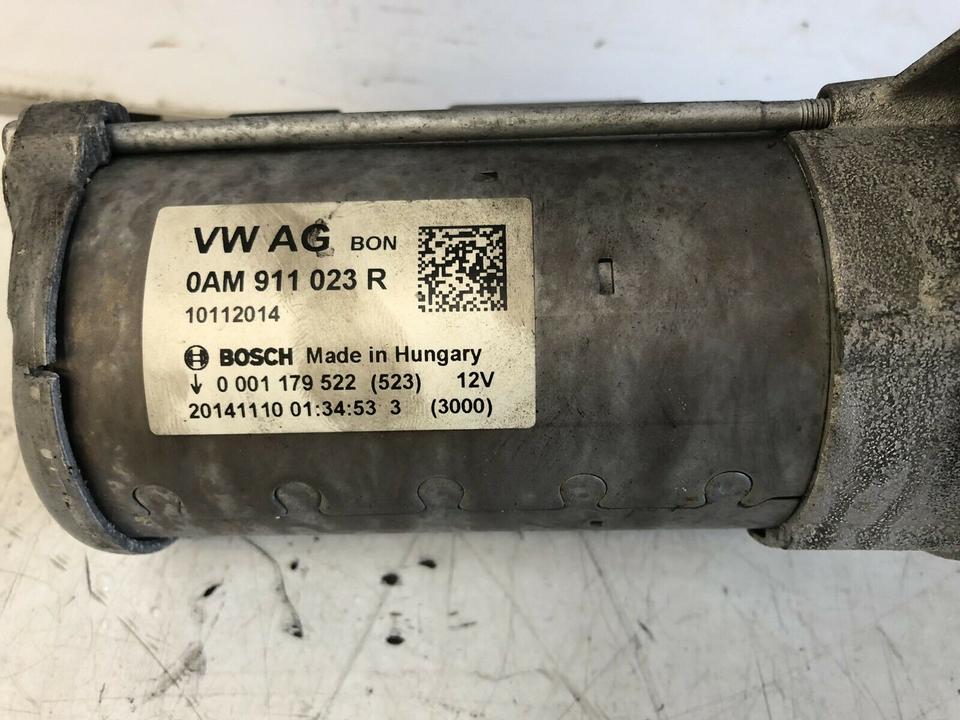 VW AG BON
0AM 911 023 R
10112014
BOSCH Made in Hungary
0 001 179 522 (523) 12V
20141110 01:34:53 3 (3000)